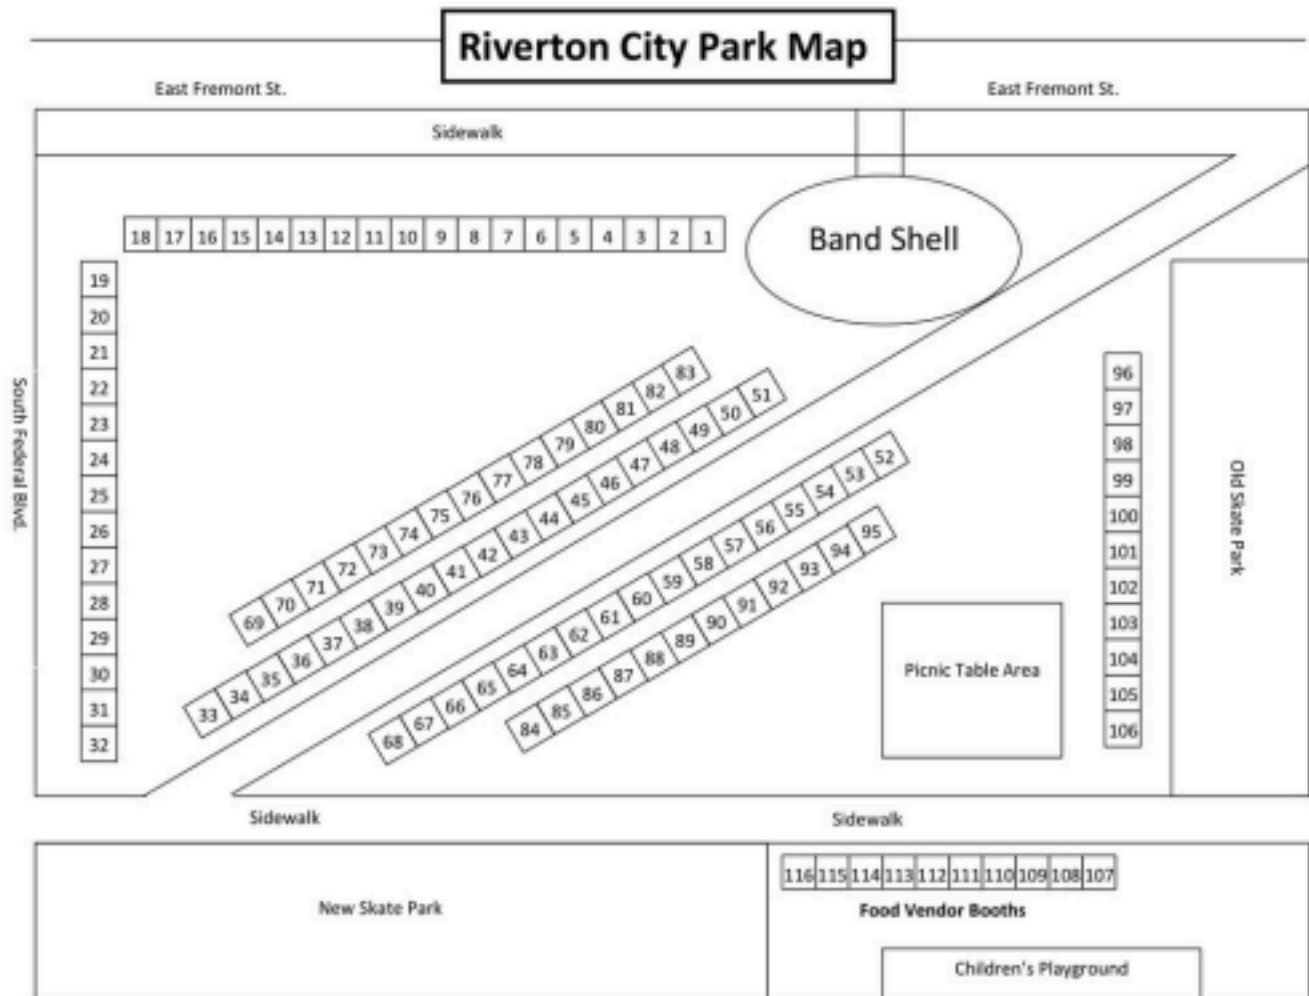 Riverton City Park Map
East Fremont St.
East Fremont St.
Sidewalk
Band Shell
18 17 16 15 14 13 12 11 10 9 8 7 6 5 4 3 2 1
19
20
21
22
23
24
25
26
27
28
29
30
31
32
South Federal Blvd.
69 70 71 72 73 74 75 76 77 78 79 80 81 82 83
33 34 35 36 37 38 39 40 41 42 43 44 45 46 47 48 49 50 51
68 67 66 65 64 63 62 61 60 59 58 57 56 55 54 53 52
84 85 86 87 88 89 90 91 92 93 94 95
96
97
98
99
100
101
102
103
104
105
106
Old Skate Park
Picnic Table Area
Sidewalk
Sidewalk
116 115 114 113 112 111 110 109 108 107
Food Vendor Booths
New Skate Park
Children's Playground